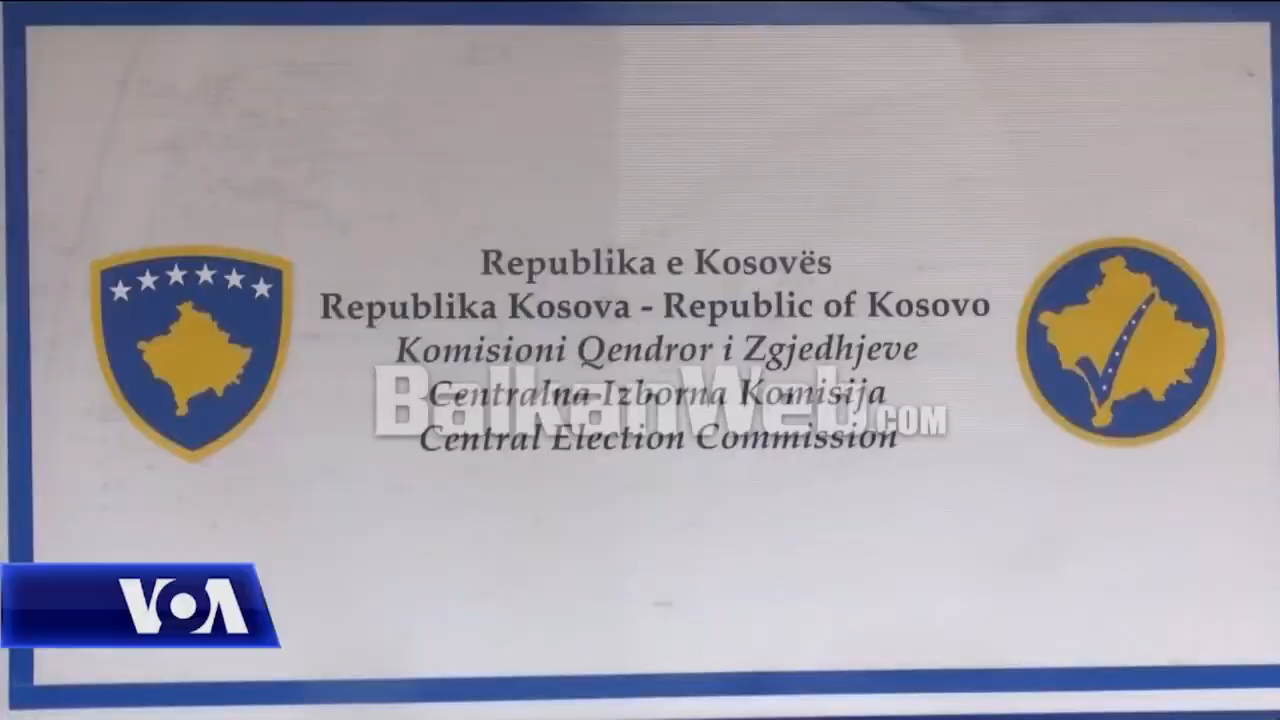 Republika e Kosovës
Republika Kosova - Republic of Kosovo
Komisioni Qendror i Zgjedhjeve
Centralna Izborna Komisija
BalkanWeb.COM
Central Election Commission
VOA